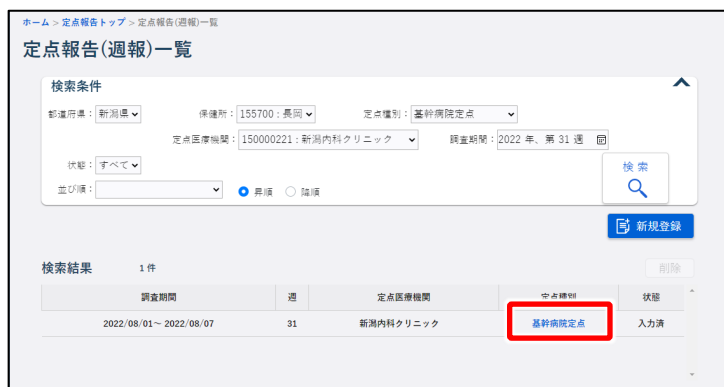 ホーム > 定点報告トップ > 定点報告(週報)一覧
定点報告(週報)一覧
検索条件
都道府県： 新潟県 保健所： 155700：長岡 定点種別： 基幹病院定点
定点医療機関： 150000221：新潟内科クリニック 調査期間： 2022 年、第 31 週
状態： すべて
検索
並び順： 昇順 降順
新規登録
検索結果 1 件 削除
調査期間 週 定点医療機関 定点種別 状態
2022/08/01～ 2022/08/07 31 新潟内科クリニック 基幹病院定点 入力済